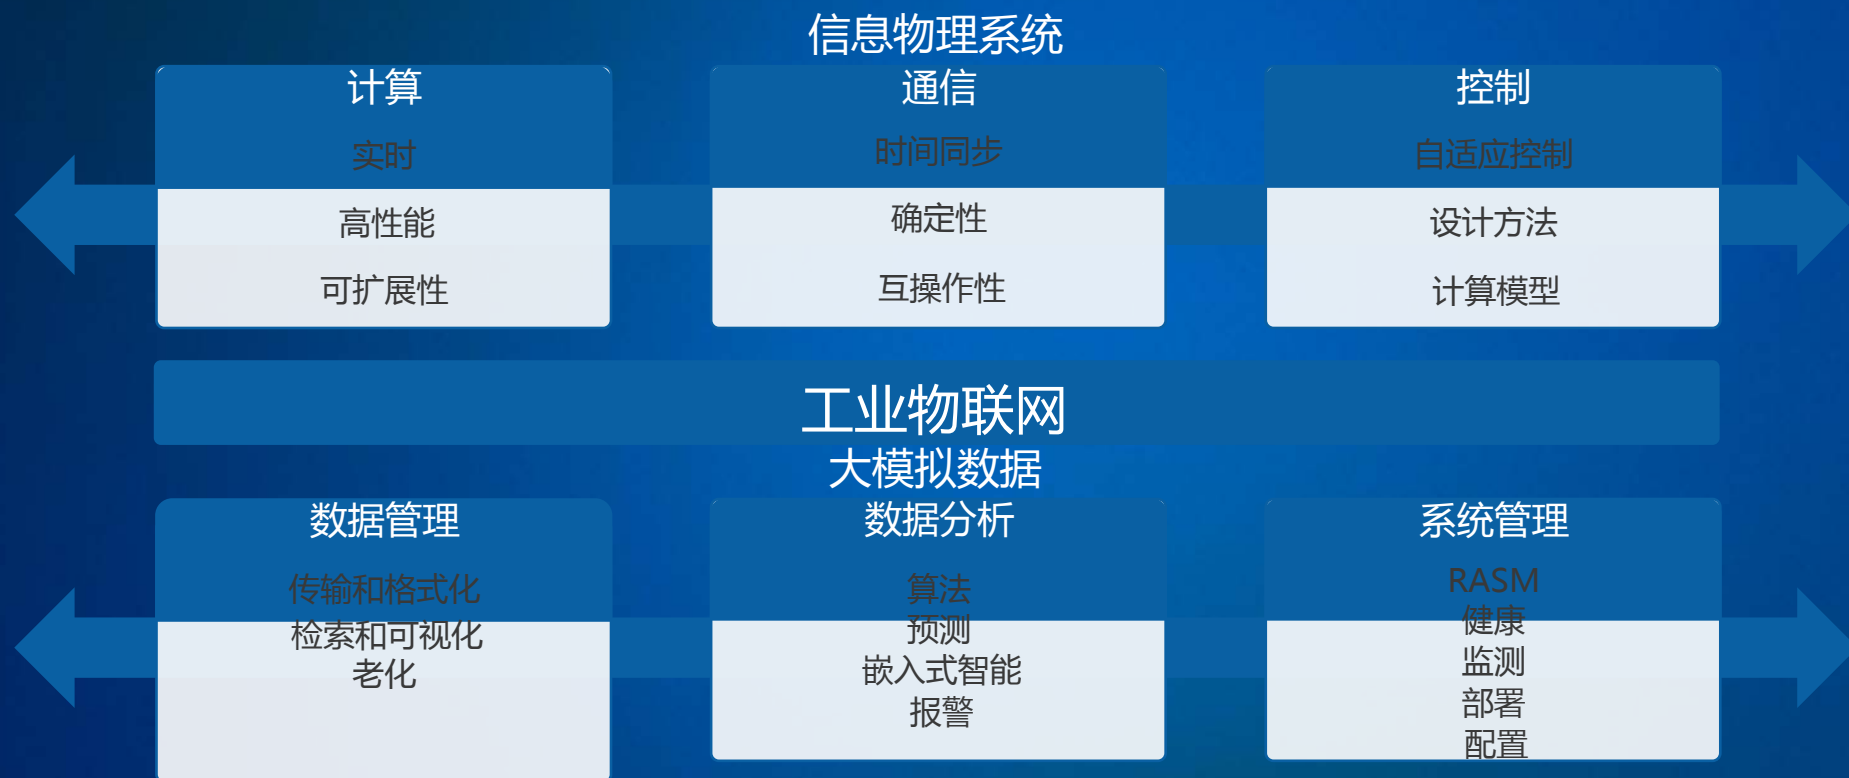 信息物理系统
计算
实时
高性能
可扩展性
通信
时间同步
确定性
互操作性
控制
自适应控制
设计方法
计算模型
工业物联网
大模拟数据
数据管理
传输和格式化
检索和可视化
老化
数据分析
算法
预测
嵌入式智能
报警
系统管理
RASM
健康
监测
部署
配置